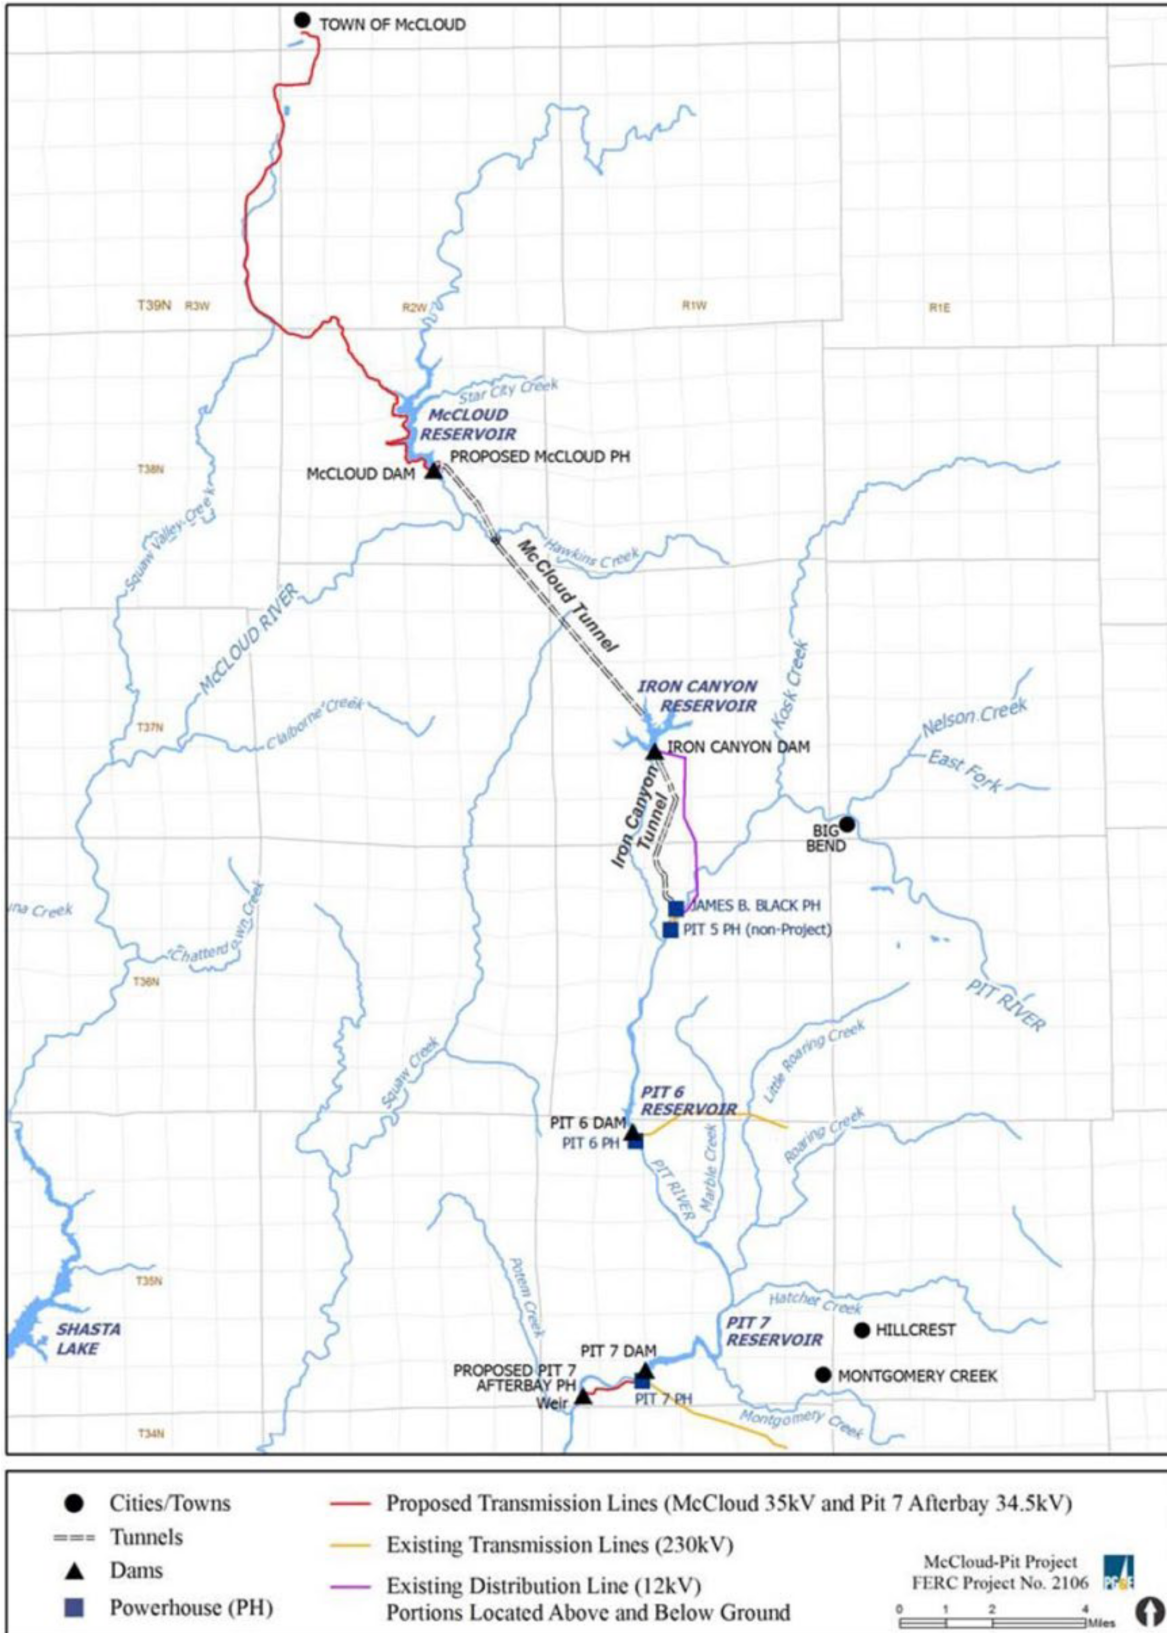 TOWN OF McCLOUD
T39N
R3W
R2W
R1W
R1E
Star City Creek
McCLOUD
RESERVOIR
PROPOSED McCLOUD PH
McCLOUD DAM
T38N
Squaw Valley Creek
Hawkins Creek
McCloud Tunnel
McCLOUD RIVER
Kosk Creek
IRON CANYON
RESERVOIR
Nelson Creek
Claiborne Creek
T37N
IRON CANYON DAM
East Fork
Iron Canyon
Tunnel
BIG
BEND
JAMES B. BLACK PH
na Creek
Chatterdown Creek
PIT 5 PH (non-Project)
T36N
PIT RIVER
Little Roaring Creek
Squaw Creek
PIT 6
RESERVOIR
PIT 6 DAM
PIT 6 PH
Roaring Creek
Marble Creek
PIT RIVER
T35N
Potem Creek
Hatchet Creek
SHASTA
LAKE
PIT 7
RESERVOIR
HILLCREST
PIT 7 DAM
PROPOSED PIT 7
AFTERBAY PH
Weir
MONTGOMERY CREEK
PIT 7 PH
Montgomery Creek
T34N
Cities/Towns
Tunnels
Dams
Powerhouse (PH)
Proposed Transmission Lines (McCloud 35kV and Pit 7 Afterbay 34.5kV)
Existing Transmission Lines (230kV)
Existing Distribution Line (12kV)
Portions Located Above and Below Ground
McCloud-Pit Project
FERC Project No. 2106
PG&E
0 1 2 4
Miles